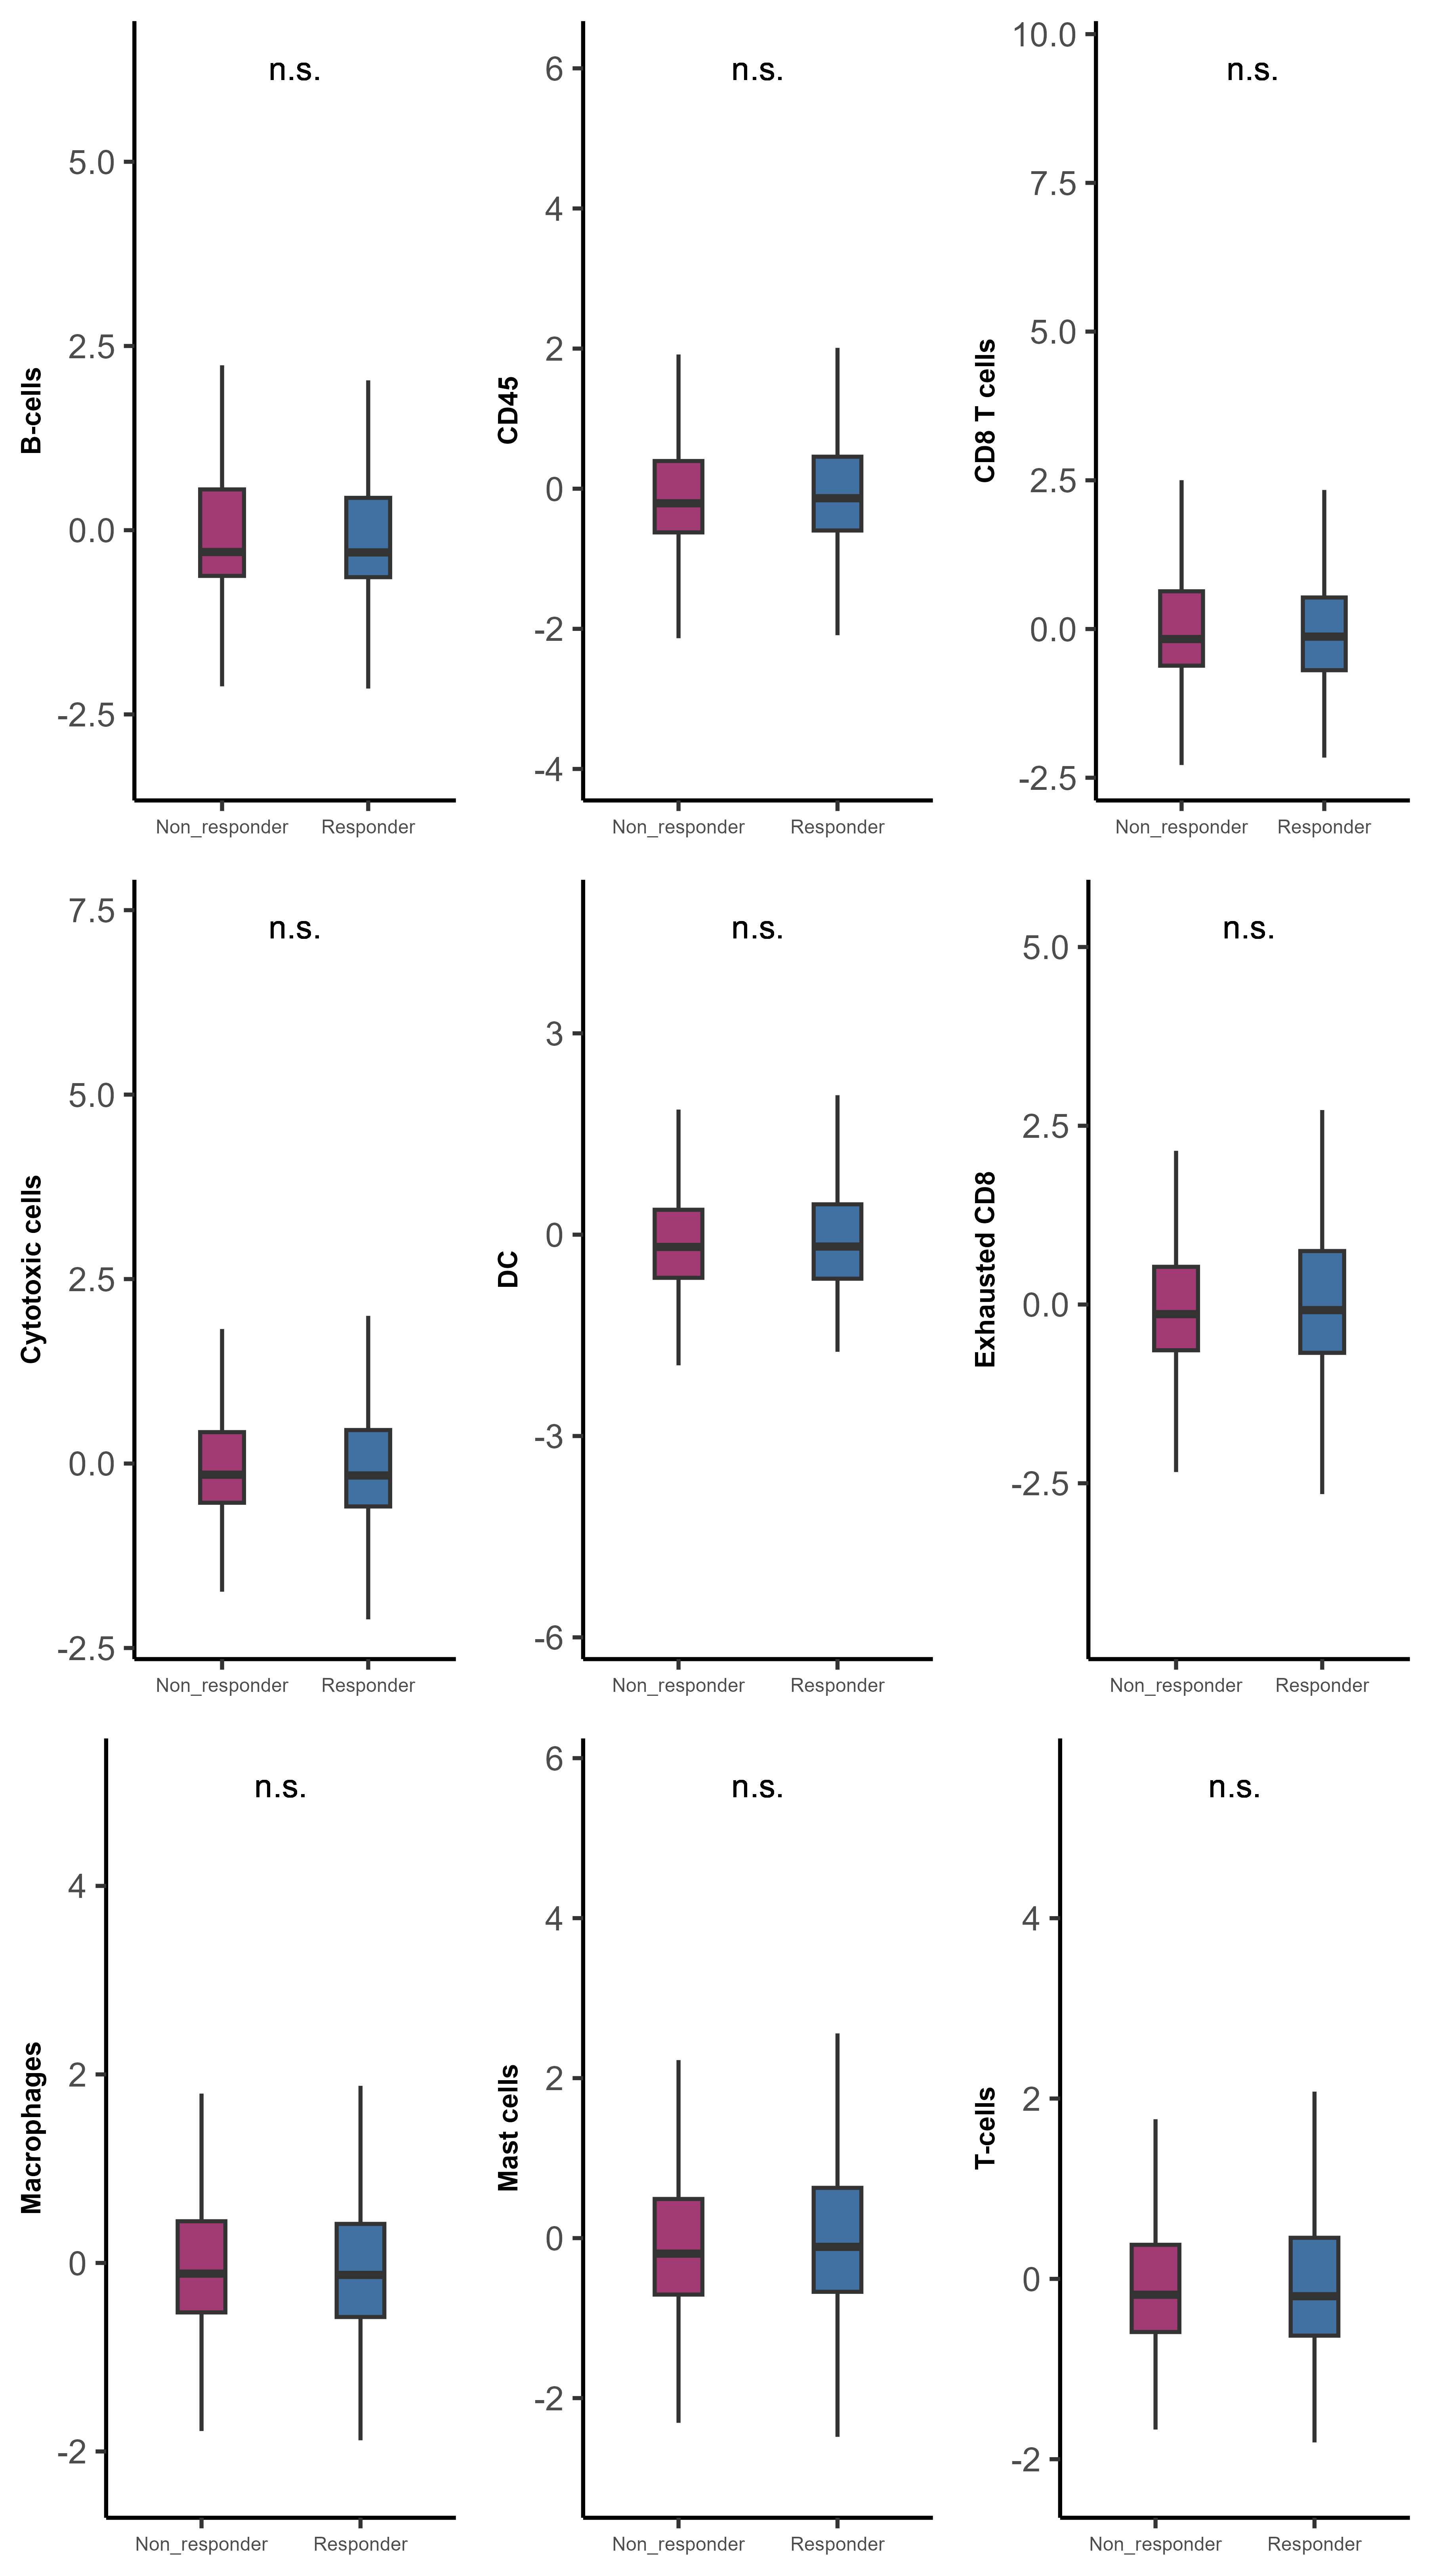 n.s.
5.0
2.5
0.0
-2.5
B-cells
Non_responder
Responder
n.s.
6
4
2
0
-2
-4
CD45
Non_responder
Responder
n.s.
10.0
7.5
5.0
2.5
0.0
-2.5
CD8 T cells
Non_responder
Responder
n.s.
7.5
5.0
2.5
0.0
-2.5
Cytotoxic cells
Non_responder
Responder
n.s.
3
0
-3
-6
DC
Non_responder
Responder
n.s.
5.0
2.5
0.0
-2.5
Exhausted CD8
Non_responder
Responder
n.s.
4
2
0
-2
Macrophages
Non_responder
Responder
n.s.
6
4
2
0
-2
Mast cells
Non_responder
Responder
n.s.
4
2
0
-2
T-cells
Non_responder
Responder